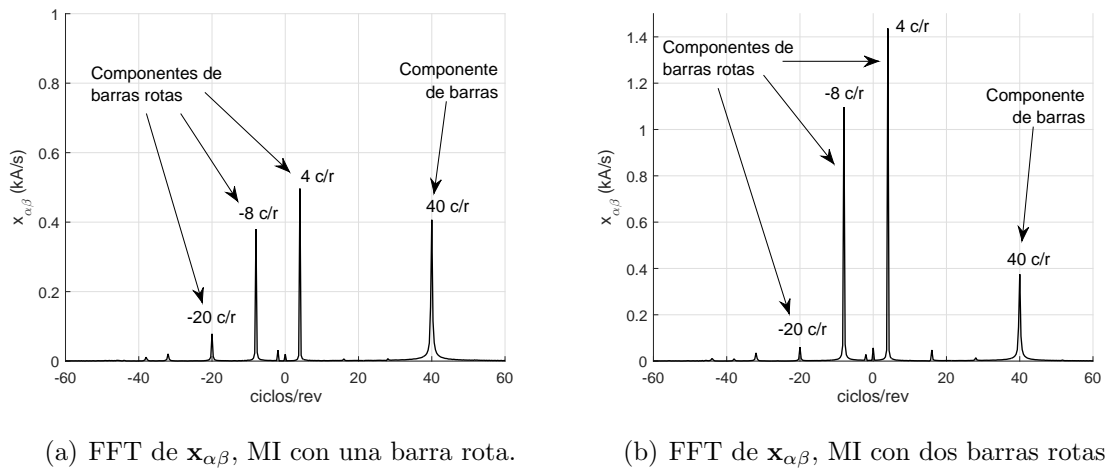 1
0.8
0.6
0.4
0.2
0
-60
-40
-20
0
20
40
60
x_αβ (kA/s)
ciclos/rev
Componentes de
barras rotas
Componente
de barras
4 c/r
-8 c/r
40 c/r
-20 c/r
(a) FFT de x_αβ, MI con una barra rota.
1.4
1.2
1
0.8
0.6
0.4
0.2
0
-60
-40
-20
0
20
40
60
x_αβ (kA/s)
ciclos/rev
Componentes de
barras rotas
4 c/r
-8 c/r
Componente
de barras
40 c/r
-20 c/r
(b) FFT de x_αβ, MI con dos barras rotas